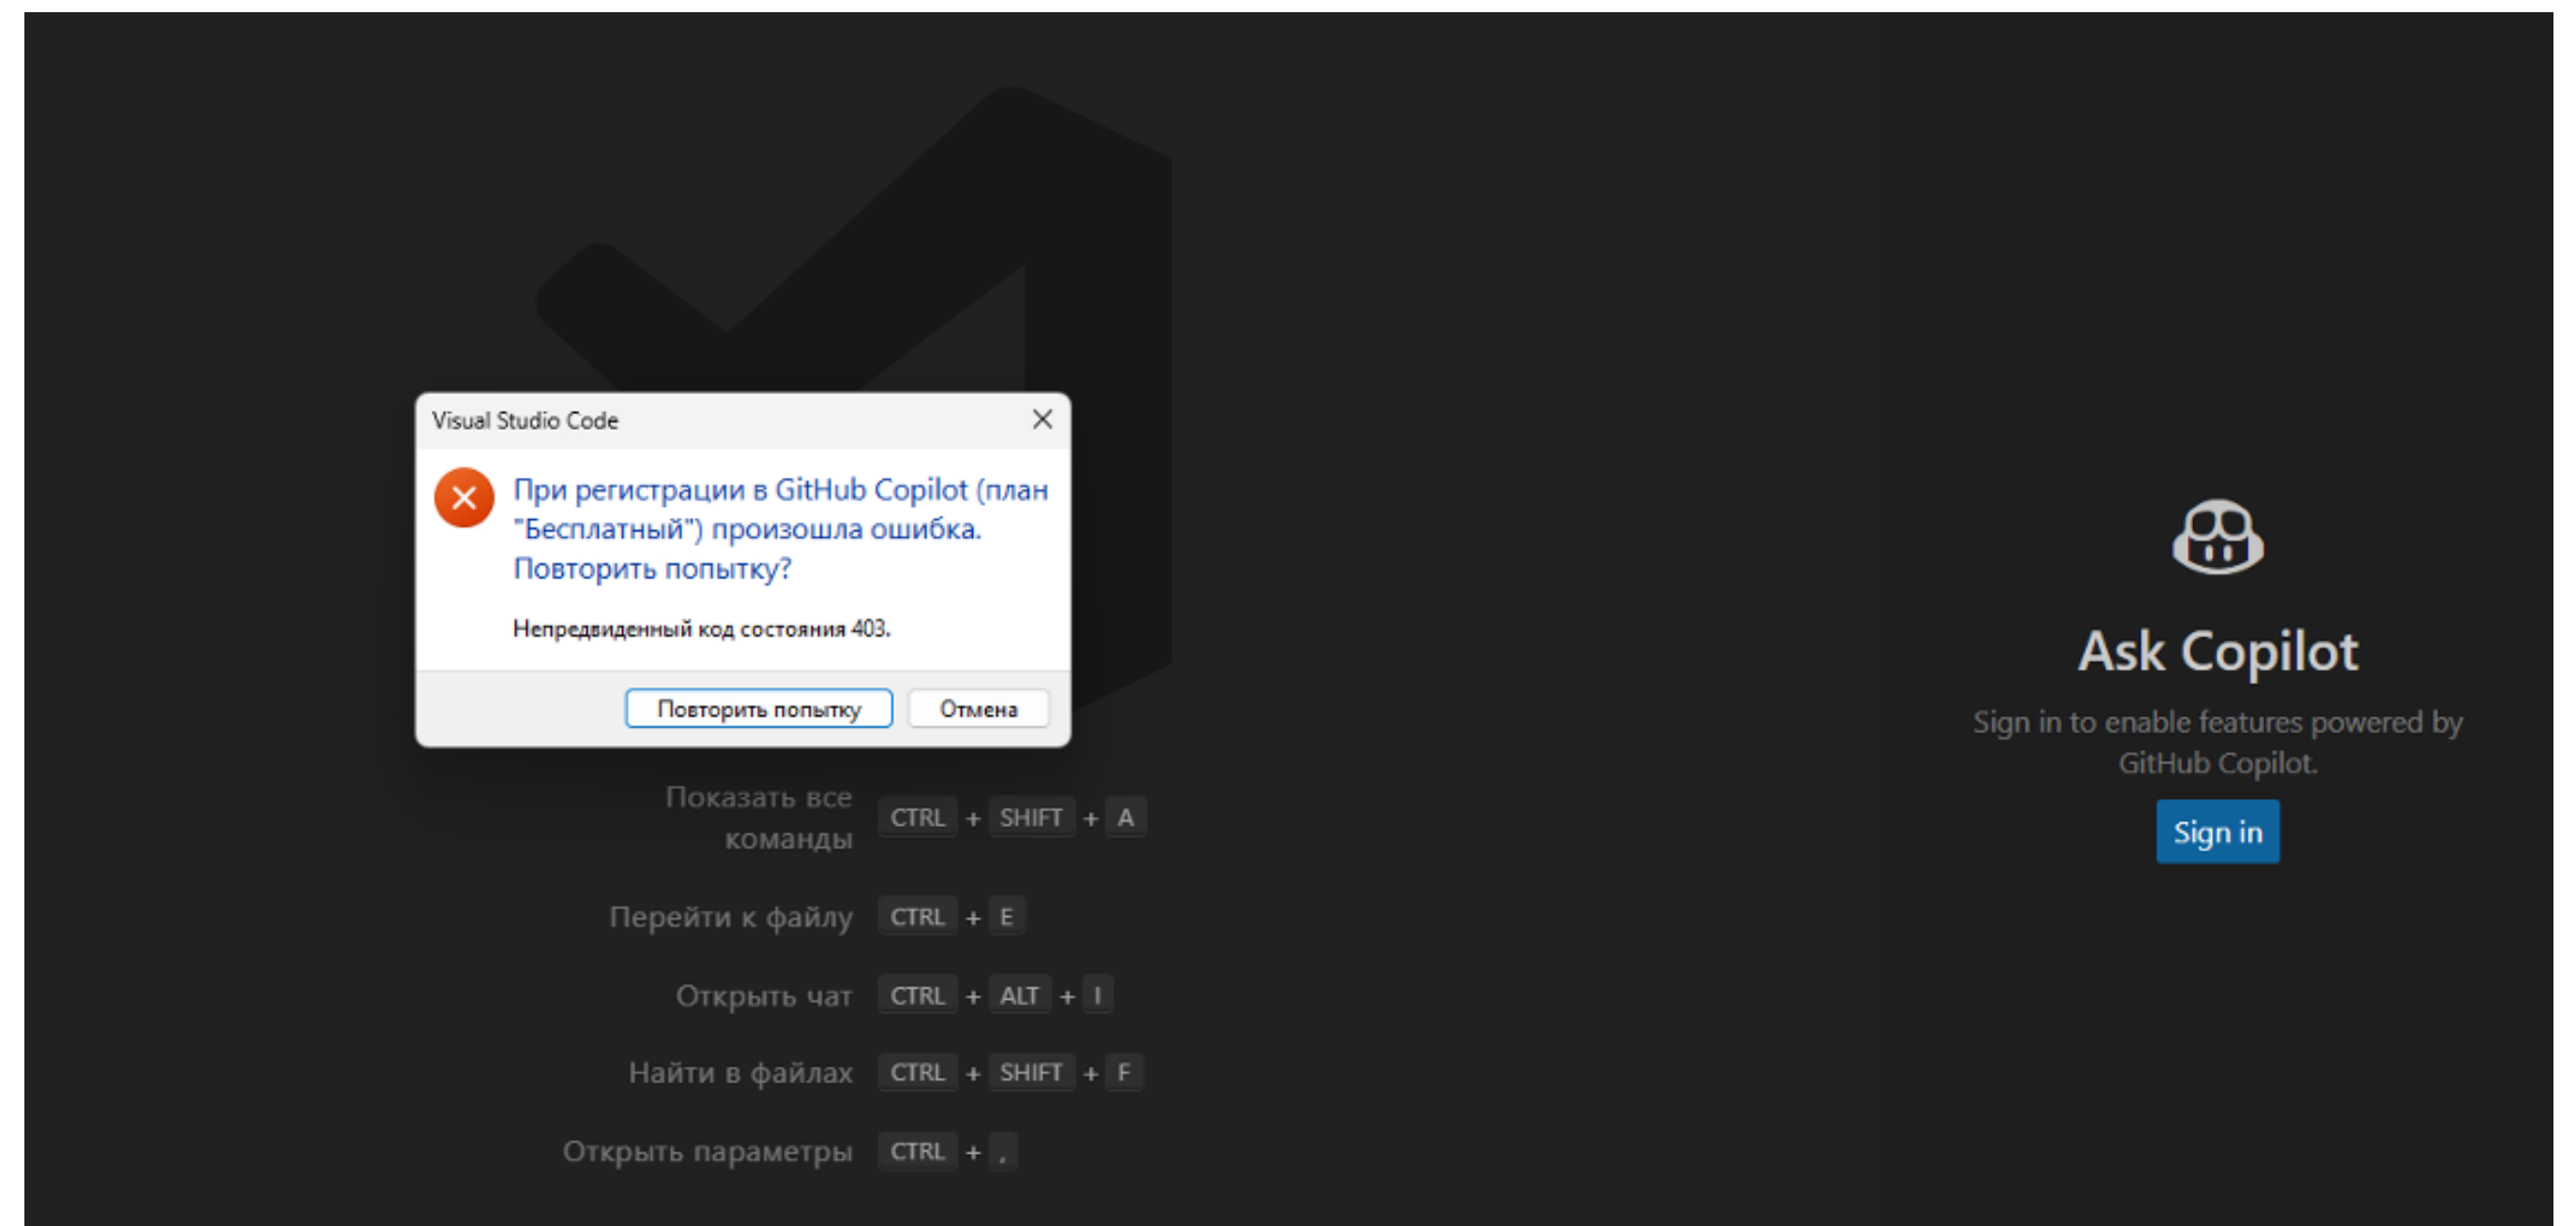 Visual Studio Code
При регистрации в GitHub Copilot (план
"Бесплатный") произошла ошибка.
Повторить попытку?
Непредвиденный код состояния 403.
Повторить попытку
Отмена
Показать все
команды
CTRL + SHIFT + A
Перейти к файлу CTRL + E
Открыть чат CTRL + ALT + I
Найти в файлах CTRL + SHIFT + F
Открыть параметры CTRL + ,
Ask Copilot
Sign in to enable features powered by
GitHub Copilot.
Sign in